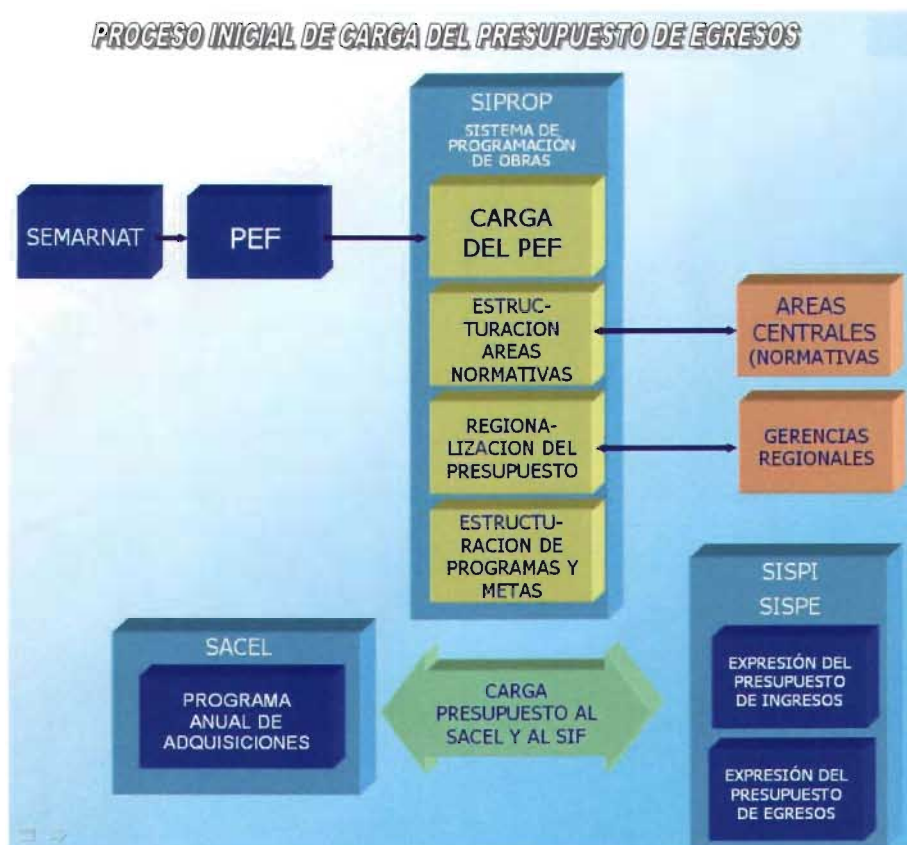 PROCESO INICIAL DE CARGA DEL PRESUPUESTO DE EGRESOS
SIPROP
SISTEMA DE
PROGRAMACIÓN
DE OBRAS
SEMARNAT
PEF
CARGA
DEL PEF
ESTRUC-
TURACION
AREAS
NORMATIVAS
AREAS
CENTRALES
(NORMATIVAS
REGIONA-
LIZACION DEL
PRESUPUESTO
GERENCIAS
REGIONALES
ESTRUCTU-
RACION DE
PROGRAMAS Y
METAS
SISPI
SISPE
SACEL
PROGRAMA
ANUAL DE
ADQUISICIONES
CARGA
PRESUPUESTO AL
SACEL Y AL SIF
EXPRESIÓN DEL
PRESUPUESTO
DE INGRESOS
EXPRESIÓN DEL
PRESUPUESTO
DE EGRESOS